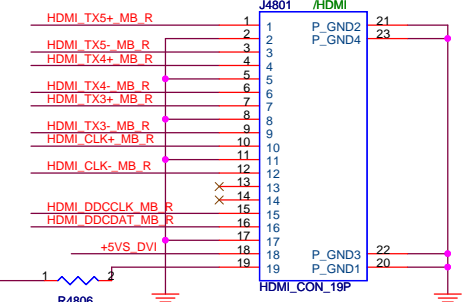 J4801 /HDMI
HDMI_TX5+_MB_R 1 1 P_GND2 21
2 2 P_GND4 23
HDMI_TX5-_MB_R 3 3
HDMI_TX4+_MB_R 4 4
5 5
HDMI_TX4-_MB_R 6 6
HDMI_TX3+_MB_R 7 7
8 8
HDMI_TX3-_MB_R 9 9
HDMI_CLK+_MB_R 10 10
11 11
HDMI_CLK-_MB_R 12 12
13 13
14 14
HDMI_DDCCLK_MB_R 15 15
HDMI_DDCDAT_MB_R 16 16
17 17
+5VS_DVI 18 18 P_GND3 22
1 2 19 19 P_GND1 20
R4806 HDMI_CON_19P